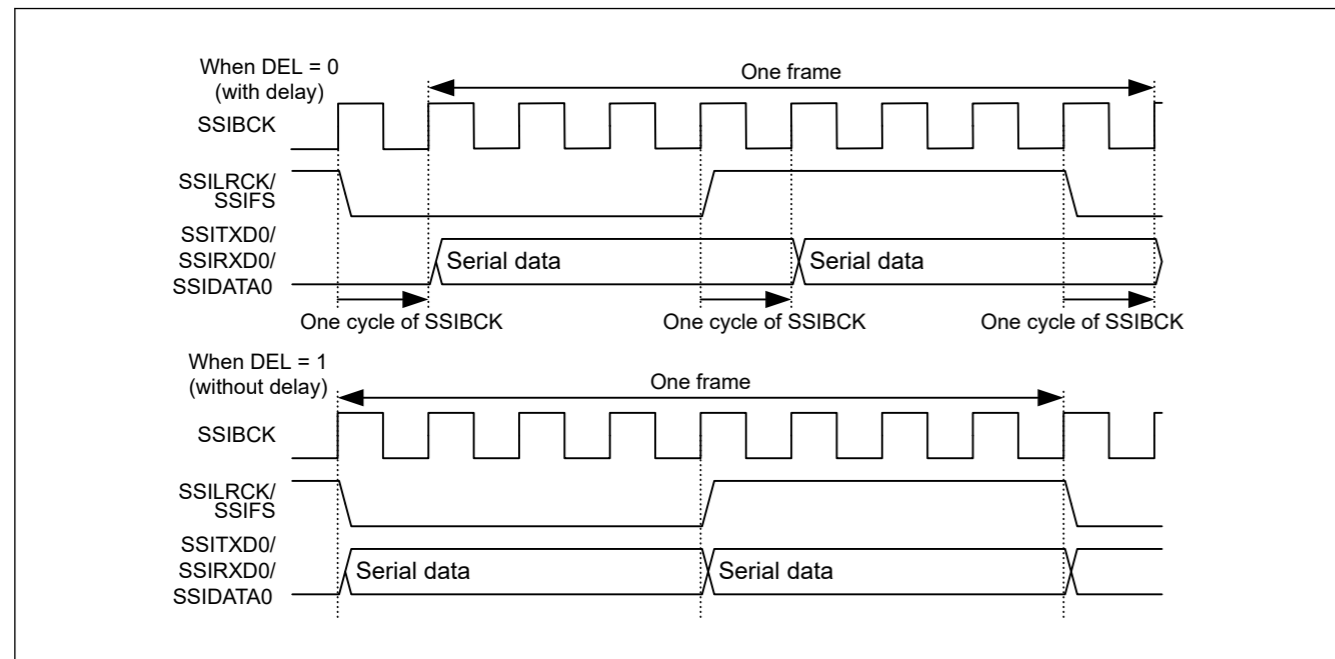 When DEL = 0
(with delay)
One frame
SSIBCK
SSILRCK/
SSIFS
SSITXD0/
SSIRXD0/
SSIDATA0
Serial data
Serial data
One cycle of SSIBCK
One cycle of SSIBCK
One cycle of SSIBCK
When DEL = 1
(without delay)
One frame
SSIBCK
SSILRCK/
SSIFS
SSITXD0/
SSIRXD0/
SSIDATA0
Serial data
Serial data